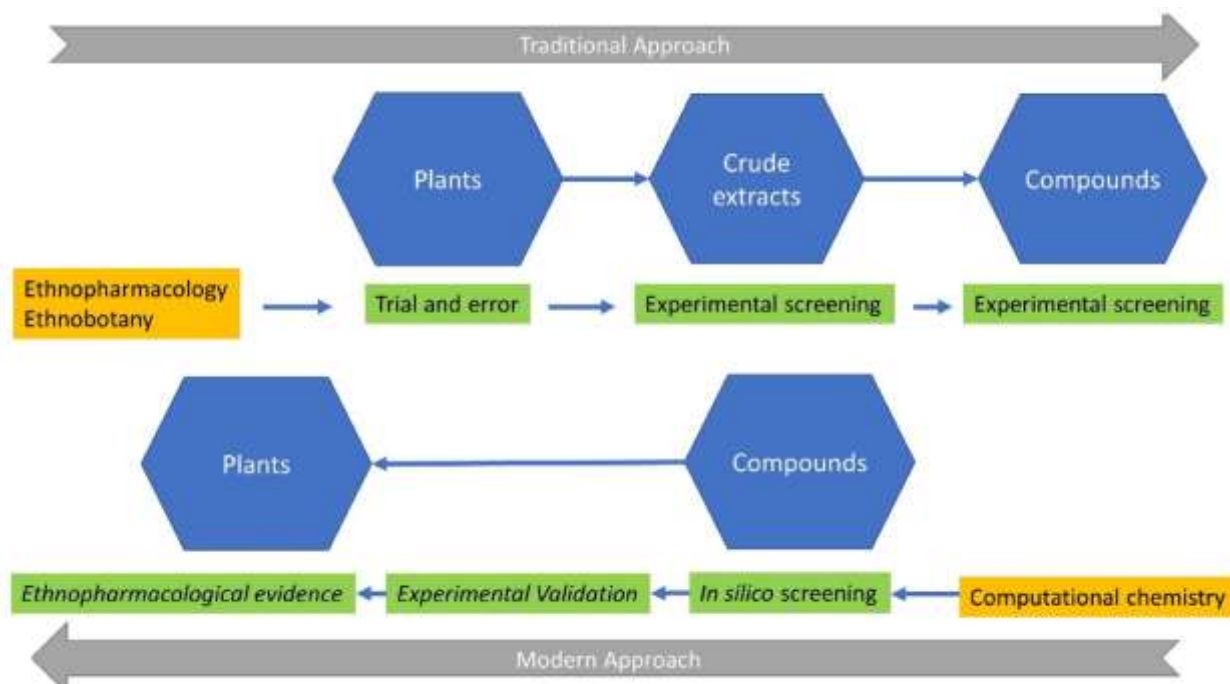 Traditional Approach
Plants
Crude
extracts
Compounds
Ethnopharmacology
Ethnobotany
Trial and error
Experimental screening
Experimental screening
Plants
Compounds
Ethnopharmacological evidence
Experimental Validation
In silico screening
Computational chemistry
Modern Approach